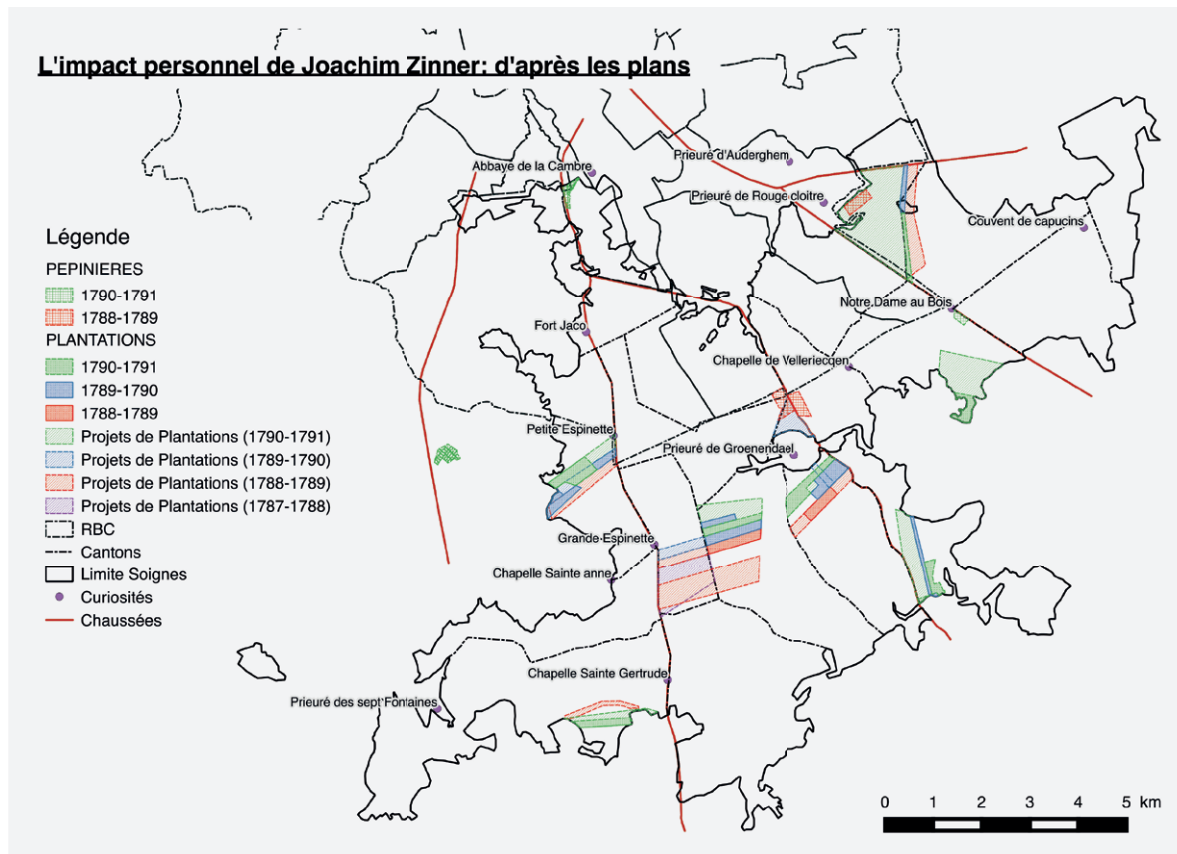 L'impact personnel de Joachim Zinner: d'après les plans
Abbaye de la Cambre
Prieuré d'Auderghem
Prieuré de Rouge cloitre
Couvent de capucins
Notre Dame au Bois
Fort Jaco
Chapelle de Velleriecqen
Petite Espinette
Prieuré de Groenendael
Grande Espinette
Chapelle Sainte anne
Chapelle Sainte Gertrude
Prieuré des sept Fontaines
Légende
PEPINIERES
1790-1791
1788-1789
PLANTATIONS
1790-1791
1789-1790
1788-1789
Projets de Plantations (1790-1791)
Projets de Plantations (1789-1790)
Projets de Plantations (1788-1789)
Projets de Plantations (1787-1788)
RBC
Cantons
Limite Soignes
Curiosités
Chaussées
0 1 2 3 4 5 km